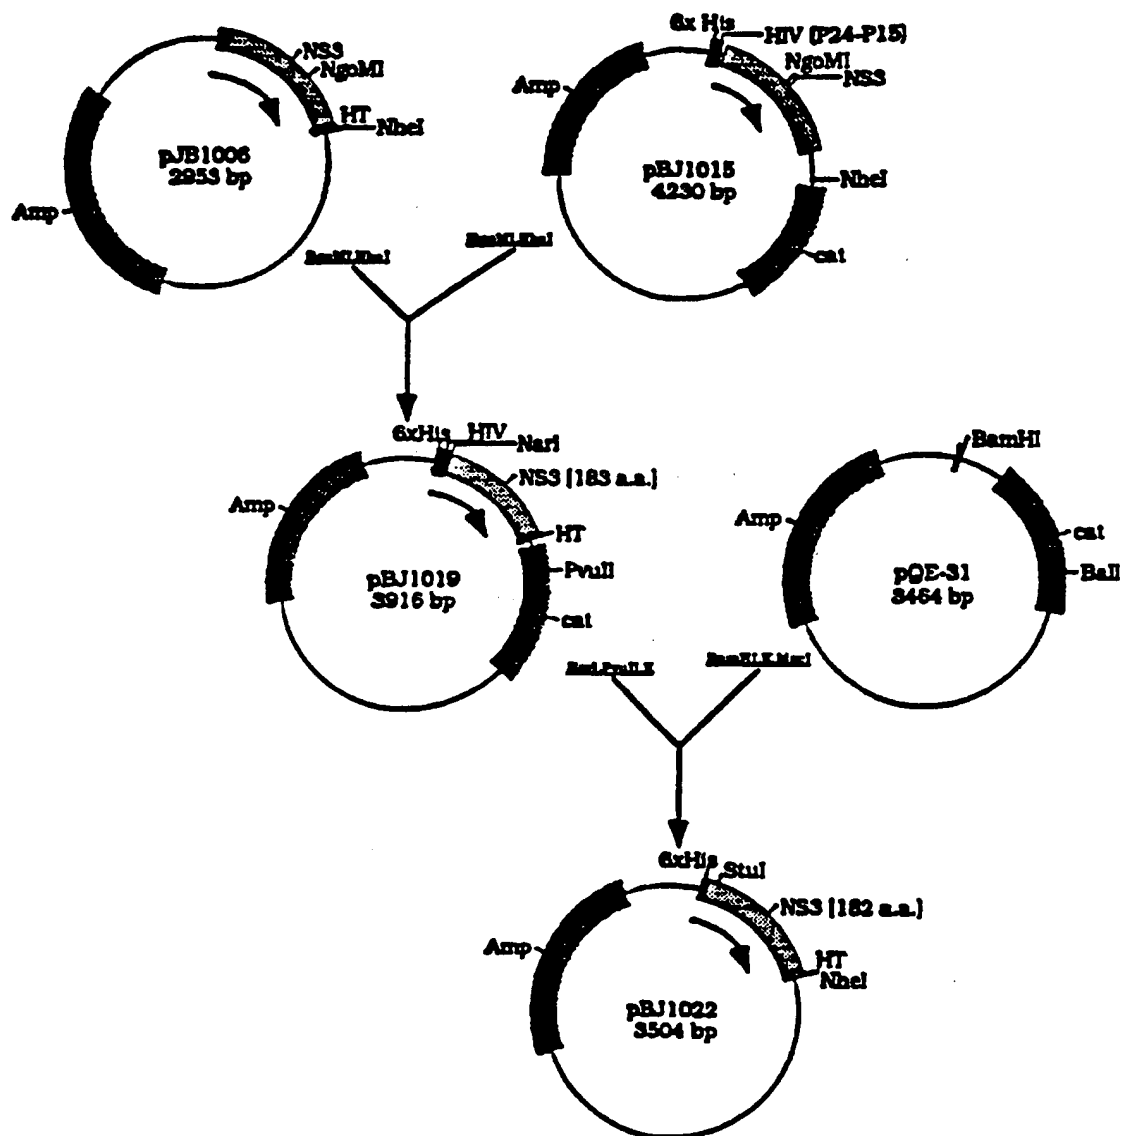 NS3
NgoMI
HT
NheI
pJB1006
2953 bp
Amp
6x His
HIV (P24-P15)
NgoMI
NS3
Amp
pBJ1015
4230 bp
NheI
cat
6xHis
HIV
NarI
NS3 [183 a.a.]
Amp
HT
PvuII
pBJ1019
3916 bp
cat
BamHI
Amp
cat
BalI
pQE-31
3464 bp
6xHis
StuI
NS3 [182 a.a.]
Amp
HT
NheI
pBJ1022
3504 bp